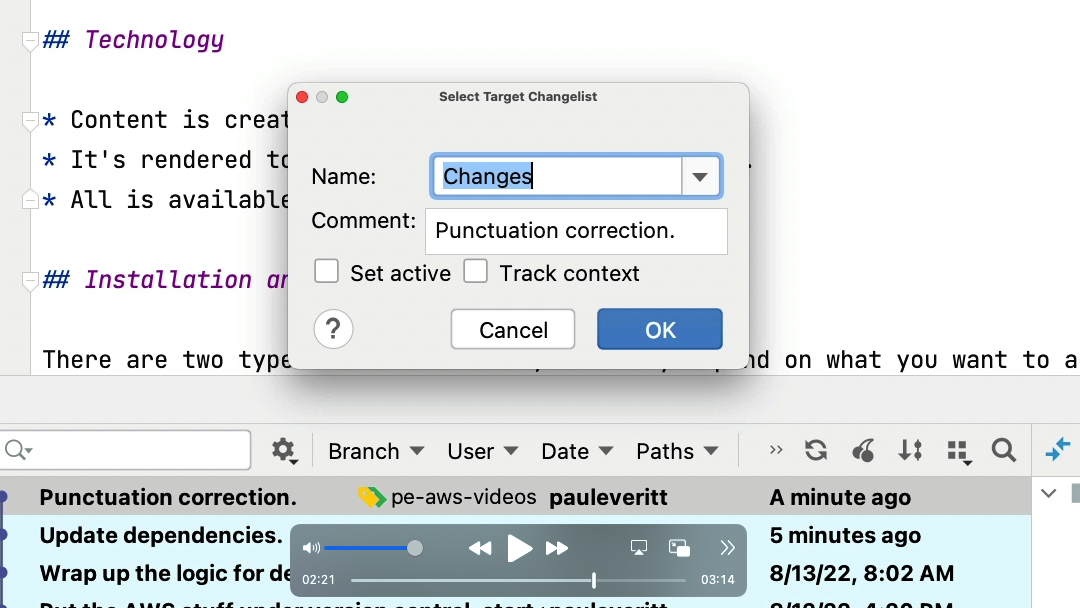 ## Technology
Select Target Changelist
* Content is creat
* It's rendered to
.
Name: Changes
* All is available
Comment: Punctuation correction.
## Installation an
Set active Track context
? Cancel OK
There are two type nd on what you want to a
Branch User Date Paths
Punctuation correction. pe-aws-videos pauleveritt A minute ago
Update dependencies. 5 minutes ago
Wrap up the logic for de 8/13/22, 8:02 AM
02:21 03:14